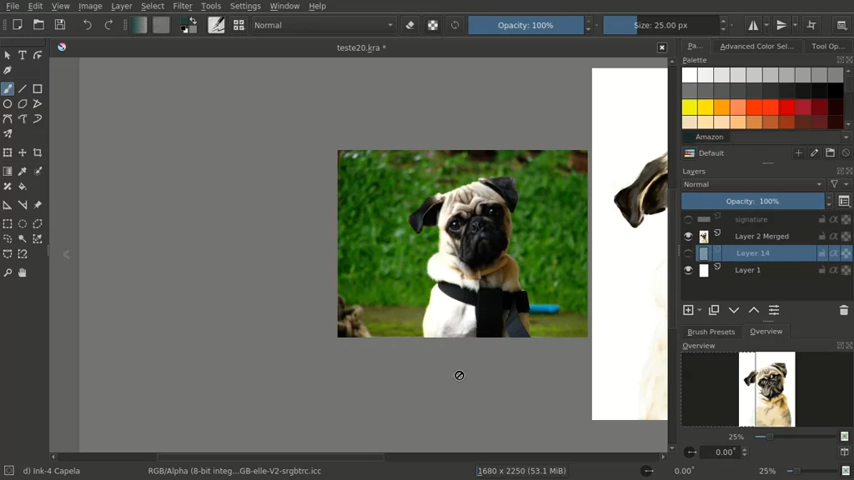 File Edit View Image Layer Select Filter Tools Settings Window Help
Normal Opacity: 100% Size: 25.00 px
teste20.kra *
Pa... Advanced Color Sel... Tool Op...
Palette
Amazon
Default
Layers
Normal
Opacity: 100%
signature
Layer 2 Merged
Layer 14
Layer 1
Brush Presets Overview
Overview
25%
0.00°
d) Ink-4 Capela RGB/Alpha (8-bit integ...GB-elle-V2-srgbtrc.icc 1680 x 2250 (53.1 MiB) 0.00° 25%